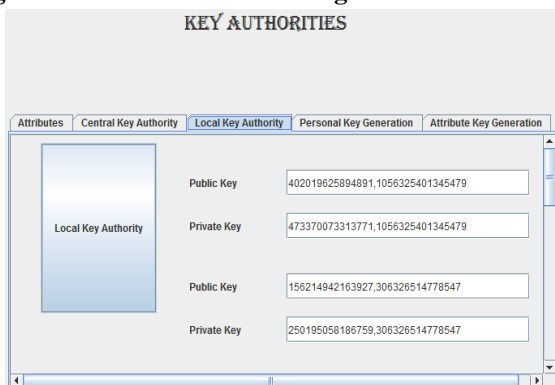 KEY AUTHORITIES
Attributes Central Key Authority Local Key Authority Personal Key Generation Attribute Key Generation
Public Key 402019625894891,1056325401345479
Local Key Authority Private Key 473370073313771,1056325401345479
Public Key 156214942163927,306326514778547
Private Key 250195058186759,306326514778547